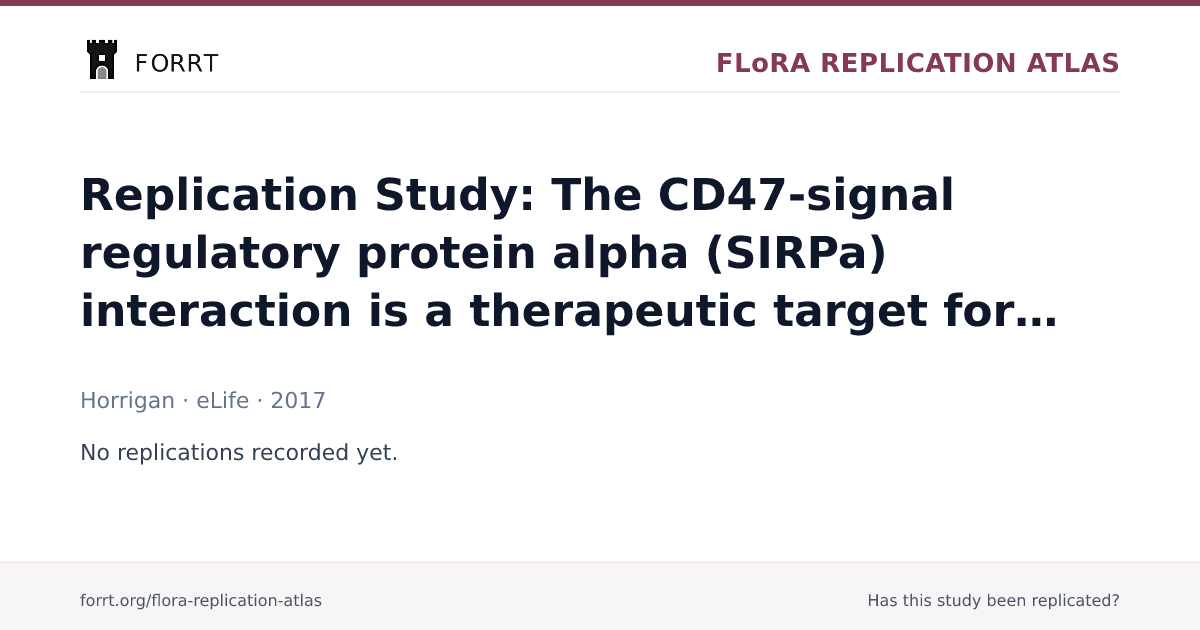 FORRT
FLoRA REPLICATION ATLAS
Replication Study: The CD47-signal
regulatory protein alpha (SIRPa)
interaction is a therapeutic target for…
Horrigan · eLife · 2017
No replications recorded yet.
forrt.org/flora-replication-atlas
Has this study been replicated?